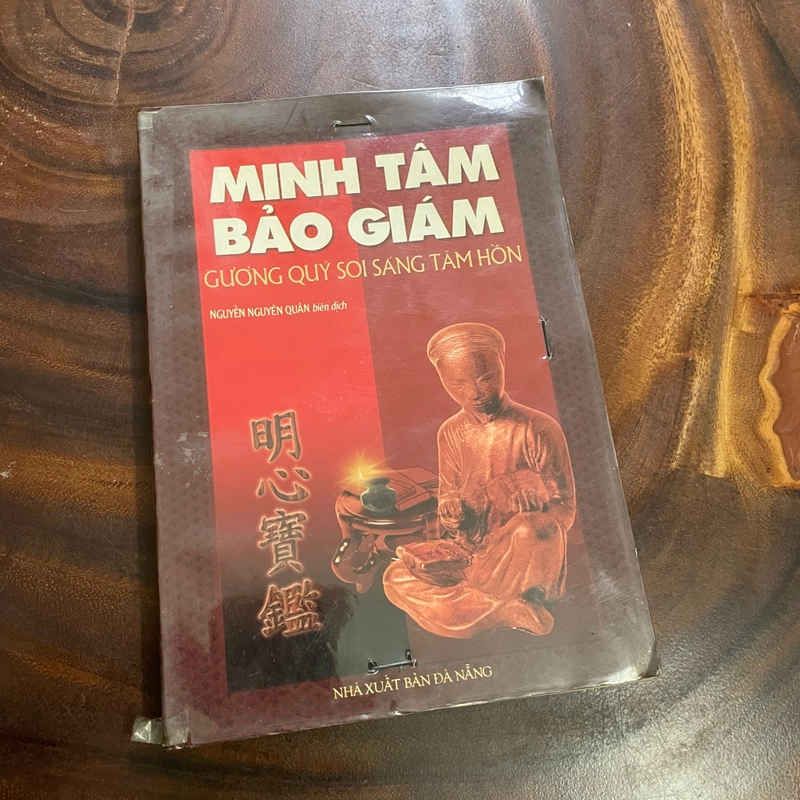 MINH TÂM
BẢO GIÁM
GƯƠNG QUÝ SOI SÁNG TÂM HỒN
NGUYỄN NGUYÊN QUÂN biên dịch
明心寶鑑
NHÀ XUẤT BẢN ĐÀ NẴNG